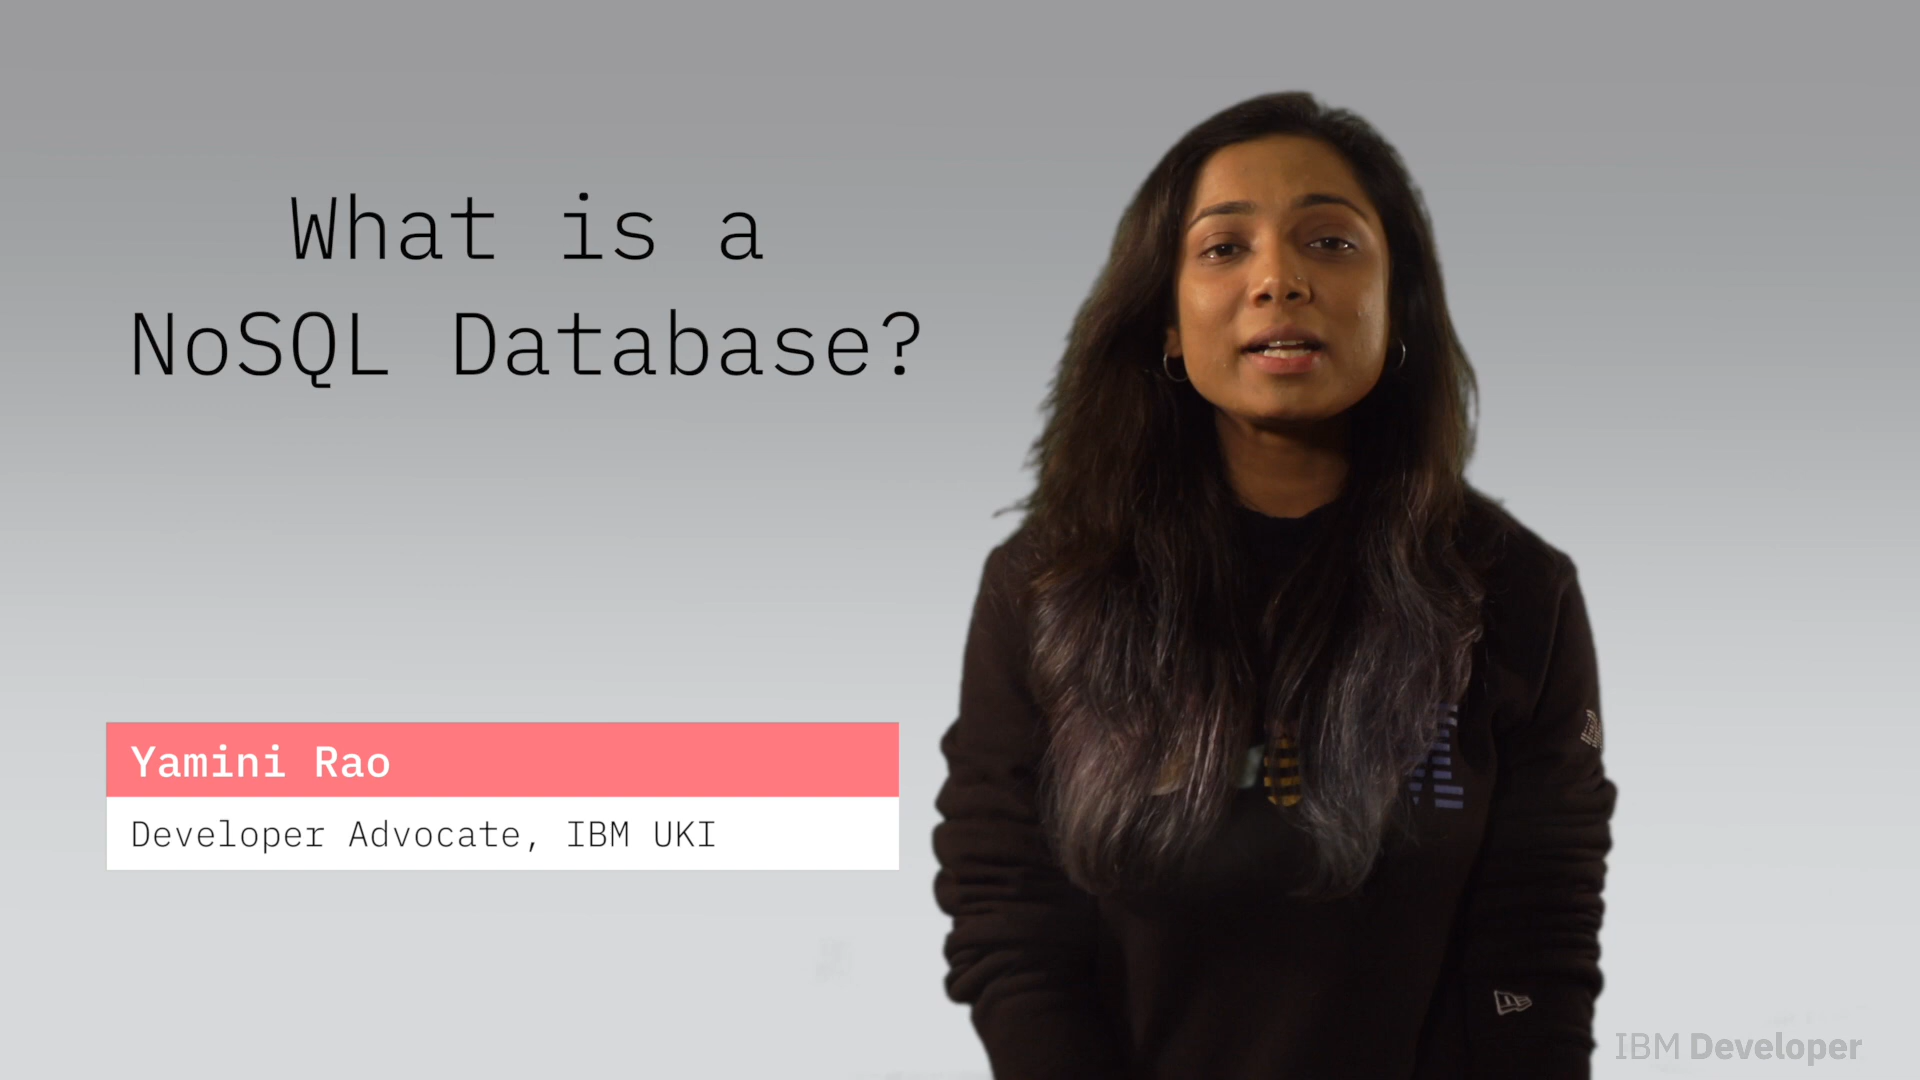 What is a
NoSQL Database?
Yamini Rao
Developer Advocate, IBM UKI
IBM Developer